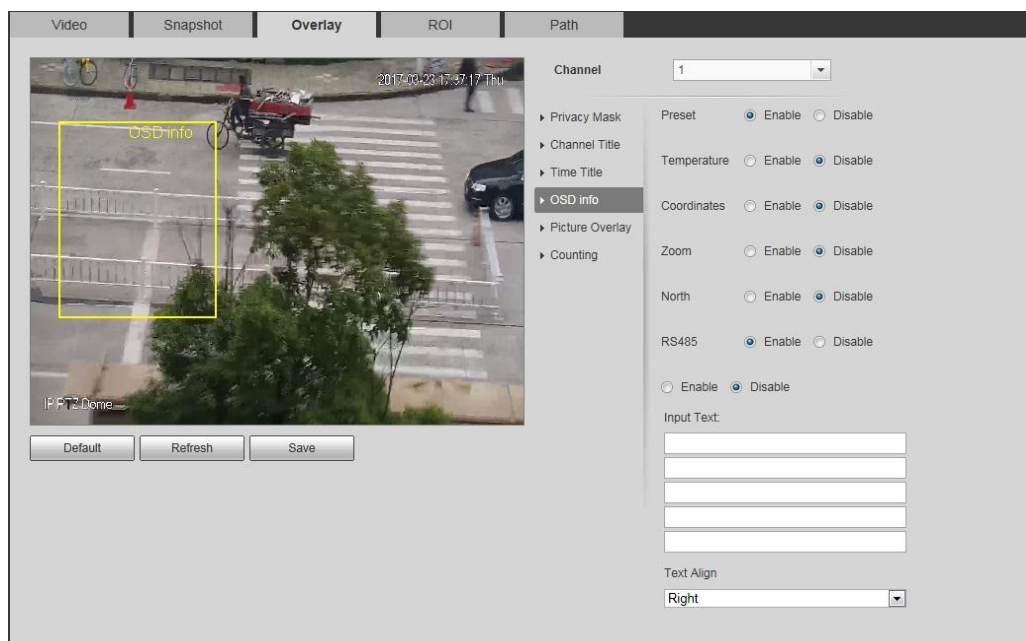 Video Snapshot Overlay ROI Path
2017-03-23 17:37:17 Thu
OSD info
IP PTZ Dome
Default Refresh Save
Channel 1
Privacy Mask
Channel Title
Time Title
OSD info
Picture Overlay
Counting
Preset Enable Disable
Temperature Enable Disable
Coordinates Enable Disable
Zoom Enable Disable
North Enable Disable
RS485 Enable Disable
Enable Disable
Input Text:
Text Align
Right